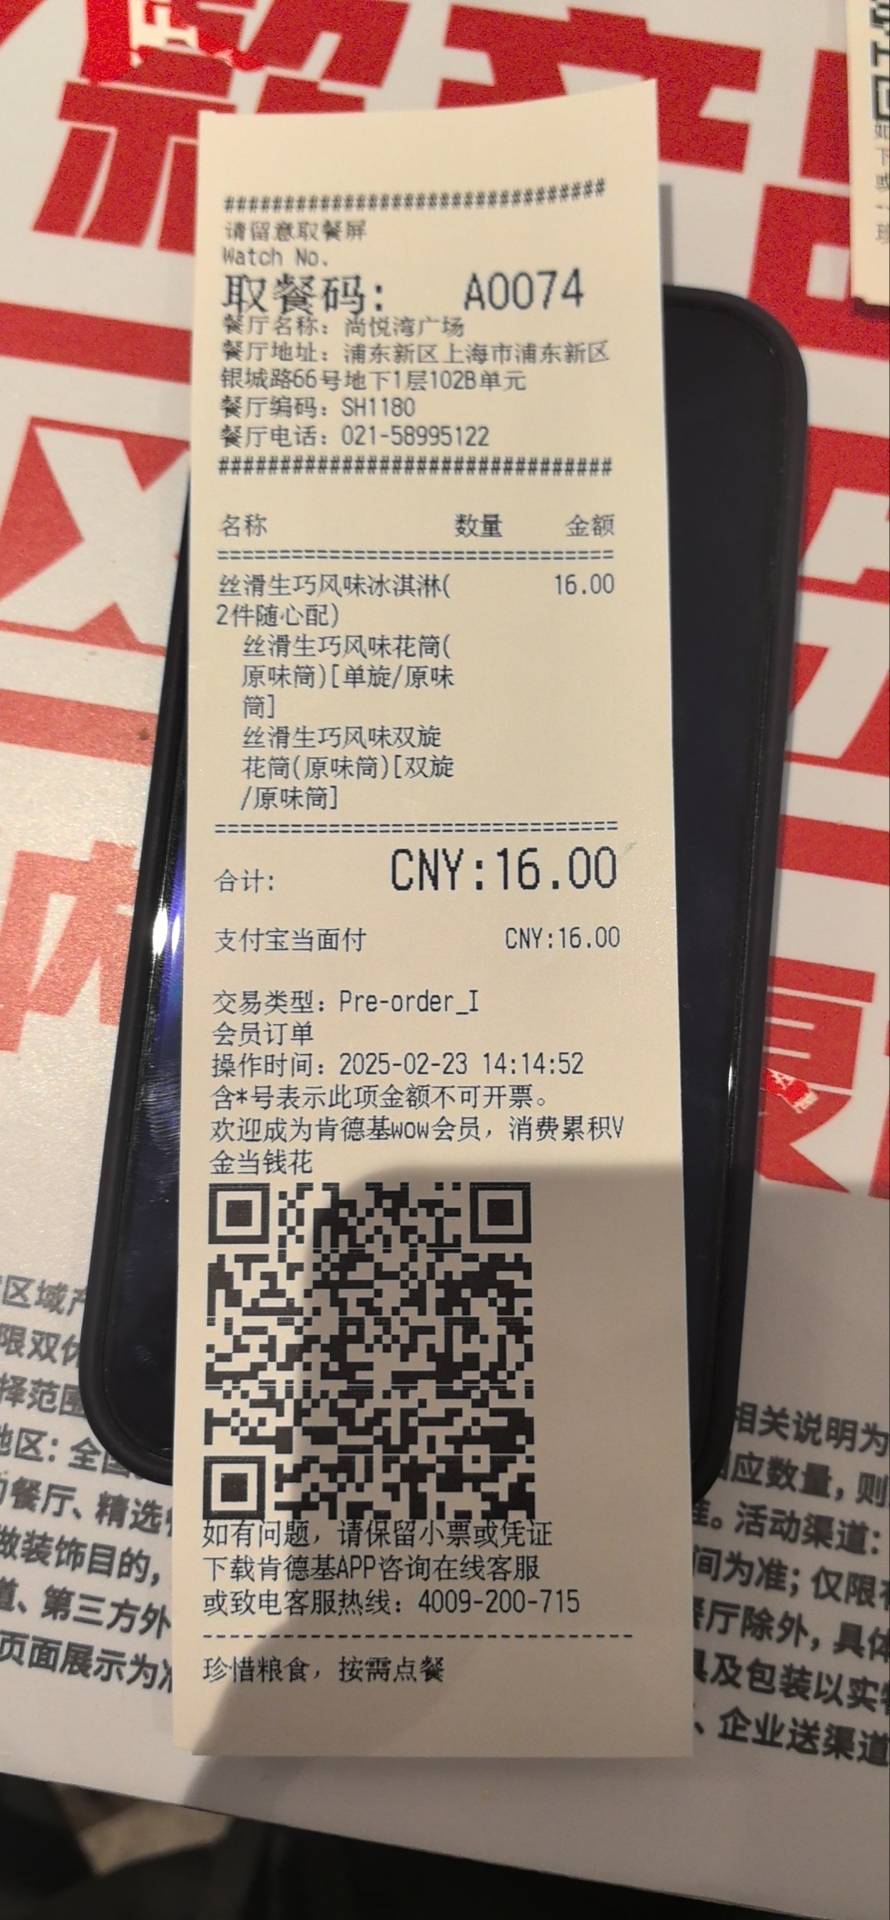 ################################
请留意取餐屏
Watch No.
取餐码： A0074
餐厅名称：尚悦湾广场
餐厅地址：浦东新区上海市浦东新区
银城路66号地下1层102B单元
餐厅编码：SH1180
餐厅电话：021-58995122
################################
名称 数量 金额
================================
丝滑生巧风味冰淇淋( 16.00
2件随心配)
丝滑生巧风味花筒(
原味筒)[单旋/原味
筒]
丝滑生巧风味双旋
花筒(原味筒)[双旋
/原味筒]
================================
合计： CNY:16.00
支付宝当面付 CNY:16.00
交易类型：Pre-order_I
会员订单
操作时间：2025-02-23 14:14:52
含*号表示此项金额不可开票。
欢迎成为肯德基wow会员，消费累积V
金当钱花
如有问题，请保留小票或凭证
下载肯德基APP咨询在线客服
或致电客服热线：4009-200-715
--------------------------------
珍惜粮食，按需点餐
区域产
限双休
择范围
地区：全国
餐厅、精选
做装饰目的，
道、第三方外
页面展示为准
相关说明为
应数量，则
。活动渠道：
间为准；仅限
餐厅除外，具体
及包装以实物
、企业送渠道